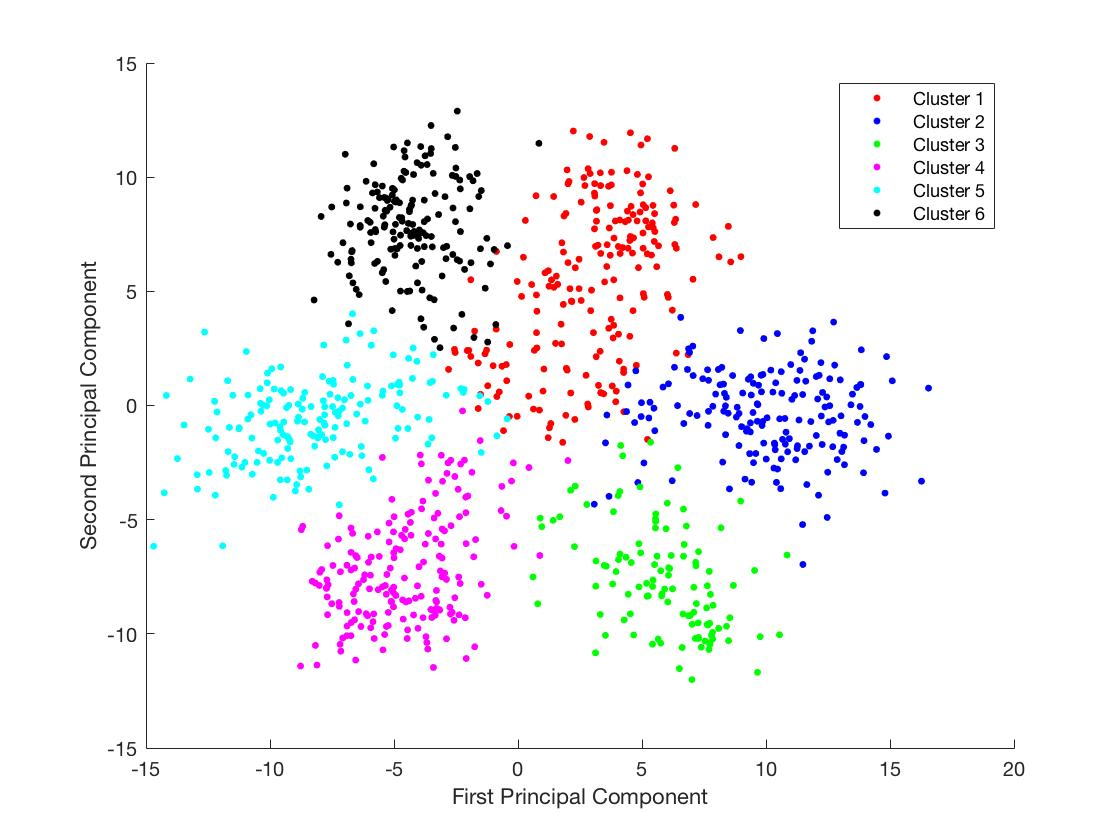 15
10
5
0
-5
-10
-15
-15 -10 -5 0 5 10 15 20
Second Principal Component
First Principal Component
Cluster 1
Cluster 2
Cluster 3
Cluster 4
Cluster 5
Cluster 6